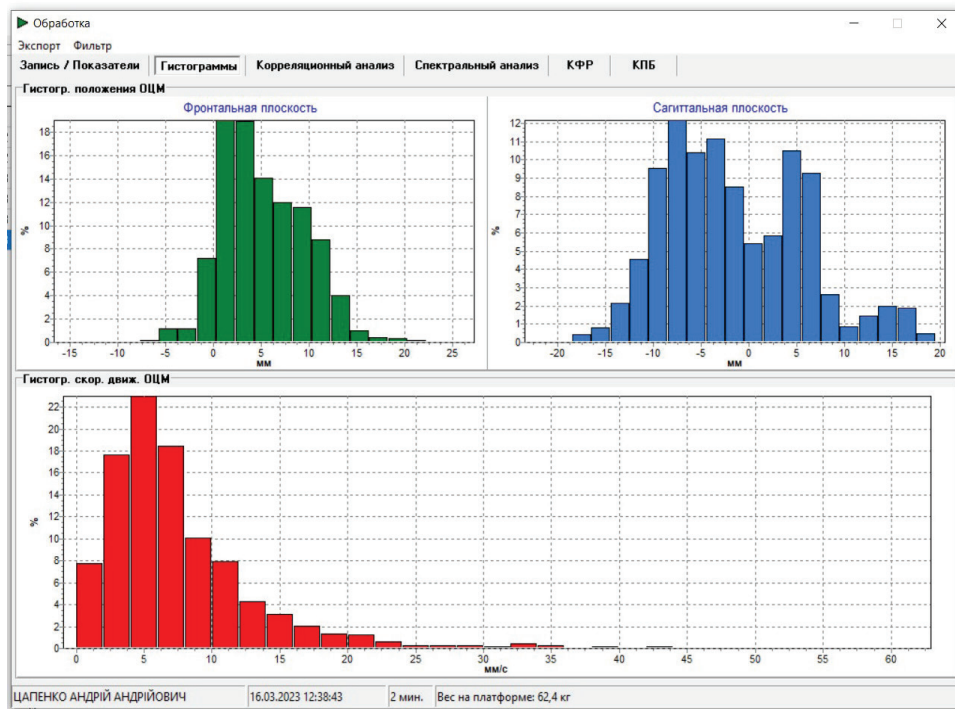 Обработка
Экспорт Фильтр
Запись / Показатели Гистограммы Корреляционный анализ Спектральный анализ КФР КПБ
Гистогр. положения ОЦМ
Фронтальная плоскость
18
16
14
12
10
8
6
4
2
0
%
-15 -10 -5 0 5 10 15 20 25
мм
Сагиттальная плоскость
12
11
10
9
8
7
6
5
4
3
2
1
0
%
-20 -15 -10 -5 0 5 10 15 20
мм
Гистогр. скор. движ. ОЦМ
22
20
18
16
14
12
10
8
6
4
2
0
%
0 5 10 15 20 25 30 35 40 45 50 55 60
мм/с
ЦАПЕНКО АНДРІЙ АНДРІЙОВИЧ 16.03.2023 12:38:43 2 мин. Вес на платформе: 62,4 кг